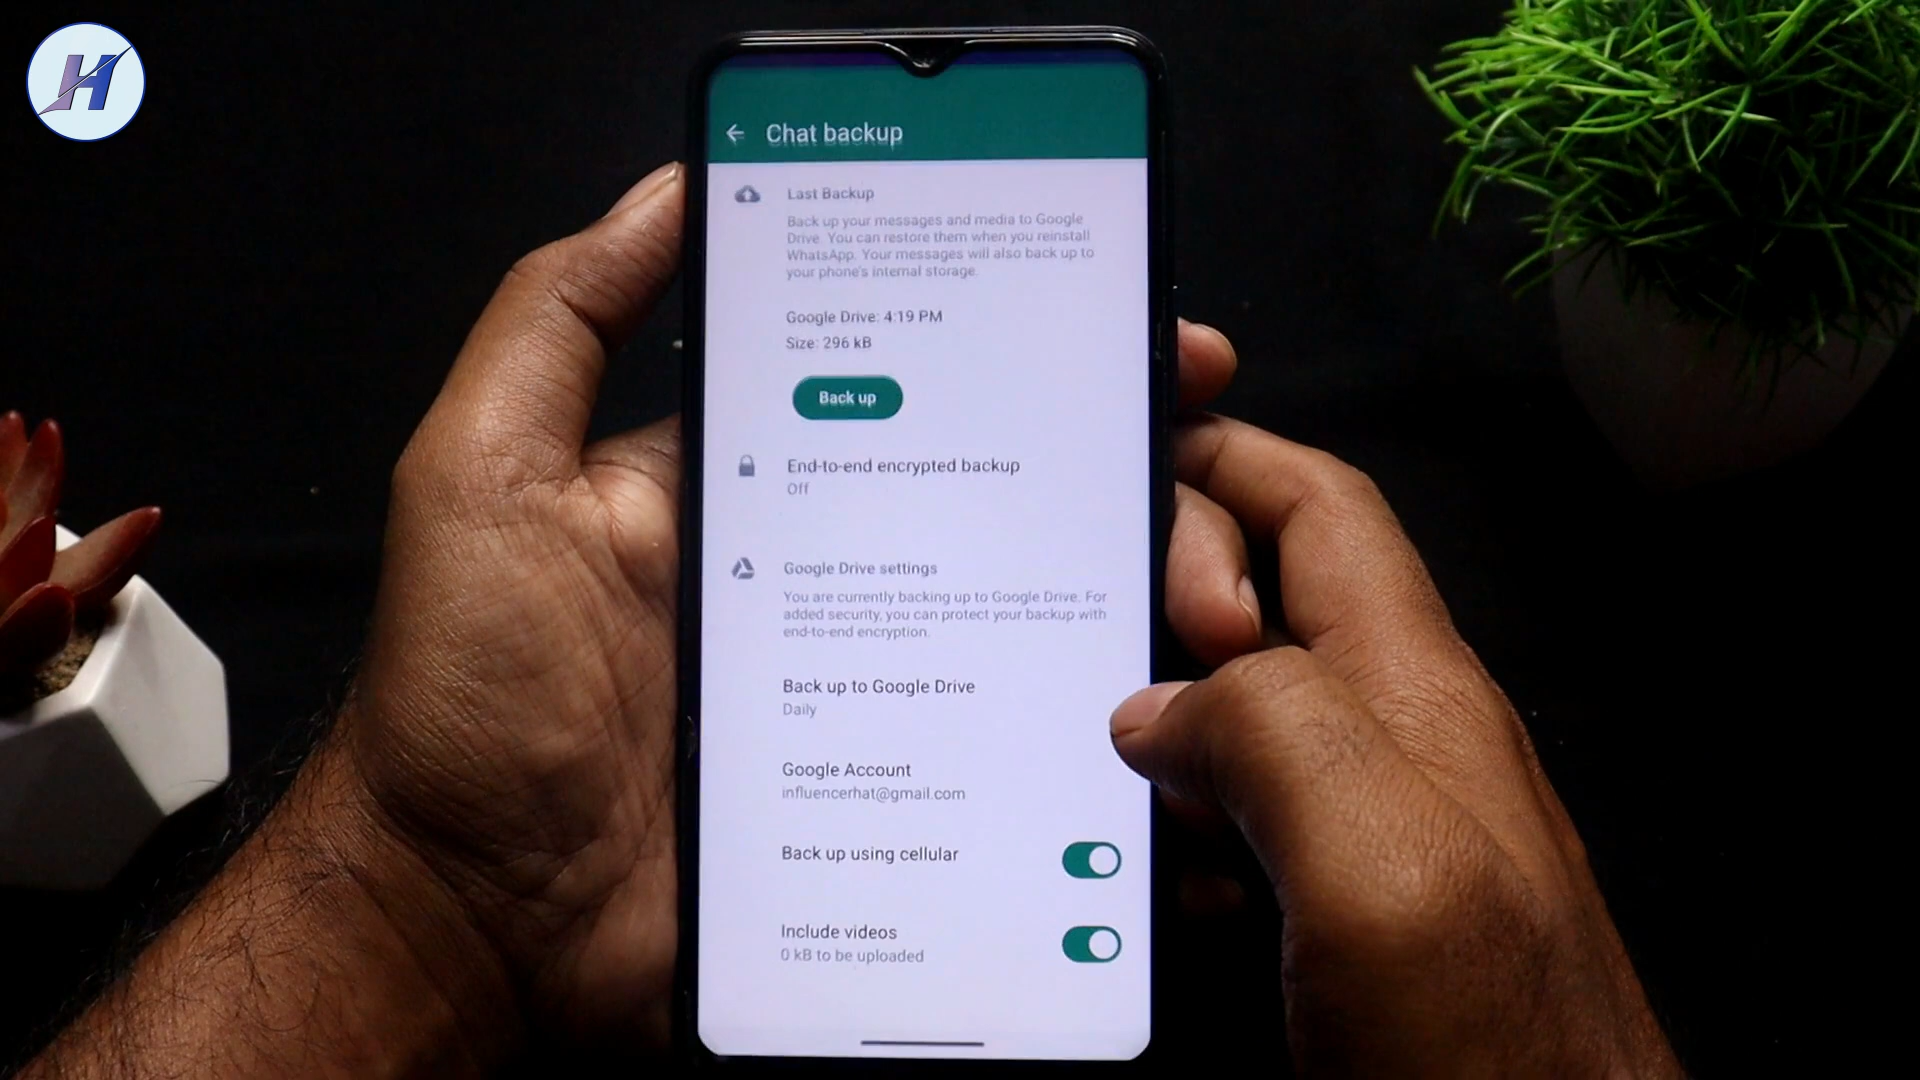 H
Chat backup
Last Backup
Back up your messages and media to Google
Drive. You can restore them when you reinstall
WhatsApp. Your messages will also back up to
your phone's internal storage.
Google Drive: 4:19 PM
Size: 296 kB
Back up
End-to-end encrypted backup
Off
Google Drive settings
You are currently backing up to Google Drive. For
added security, you can protect your backup with
end-to-end encryption.
Back up to Google Drive
Daily
Google Account
influencerhat@gmail.com
Back up using cellular
Include videos
0 kB to be uploaded